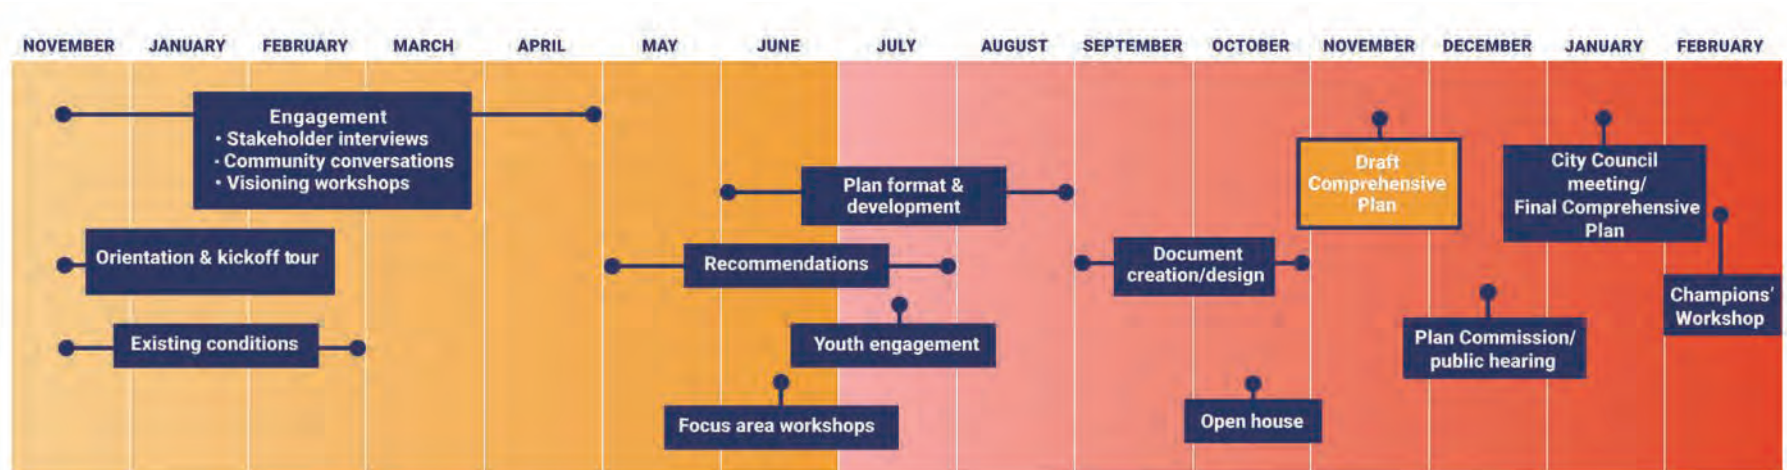 NOVEMBER JANUARY FEBRUARY MARCH APRIL MAY JUNE JULY AUGUST SEPTEMBER OCTOBER NOVEMBER DECEMBER JANUARY FEBRUARY
Engagement
• Stakeholder interviews
• Community conversations
• Visioning workshops
Orientation & kickoff tour
Existing conditions
Plan format &
development
Recommendations
Youth engagement
Focus area workshops
Document
creation/design
Open house
Draft
Comprehensive
Plan
Plan Commission/
public hearing
City Council
meeting/
Final Comprehensive
Plan
Champions’
Workshop